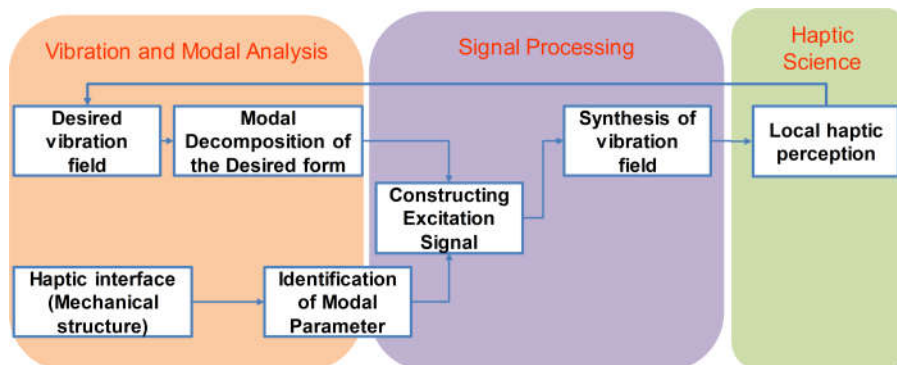 Vibration and Modal Analysis
Signal Processing
Haptic
Science
Desired
vibration
field
Modal
Decomposition of
the Desired form
Synthesis of
vibration
field
Local haptic
perception
Constructing
Excitation
Signal
Haptic interface
(Mechanical
structure)
Identification
of Modal
Parameter